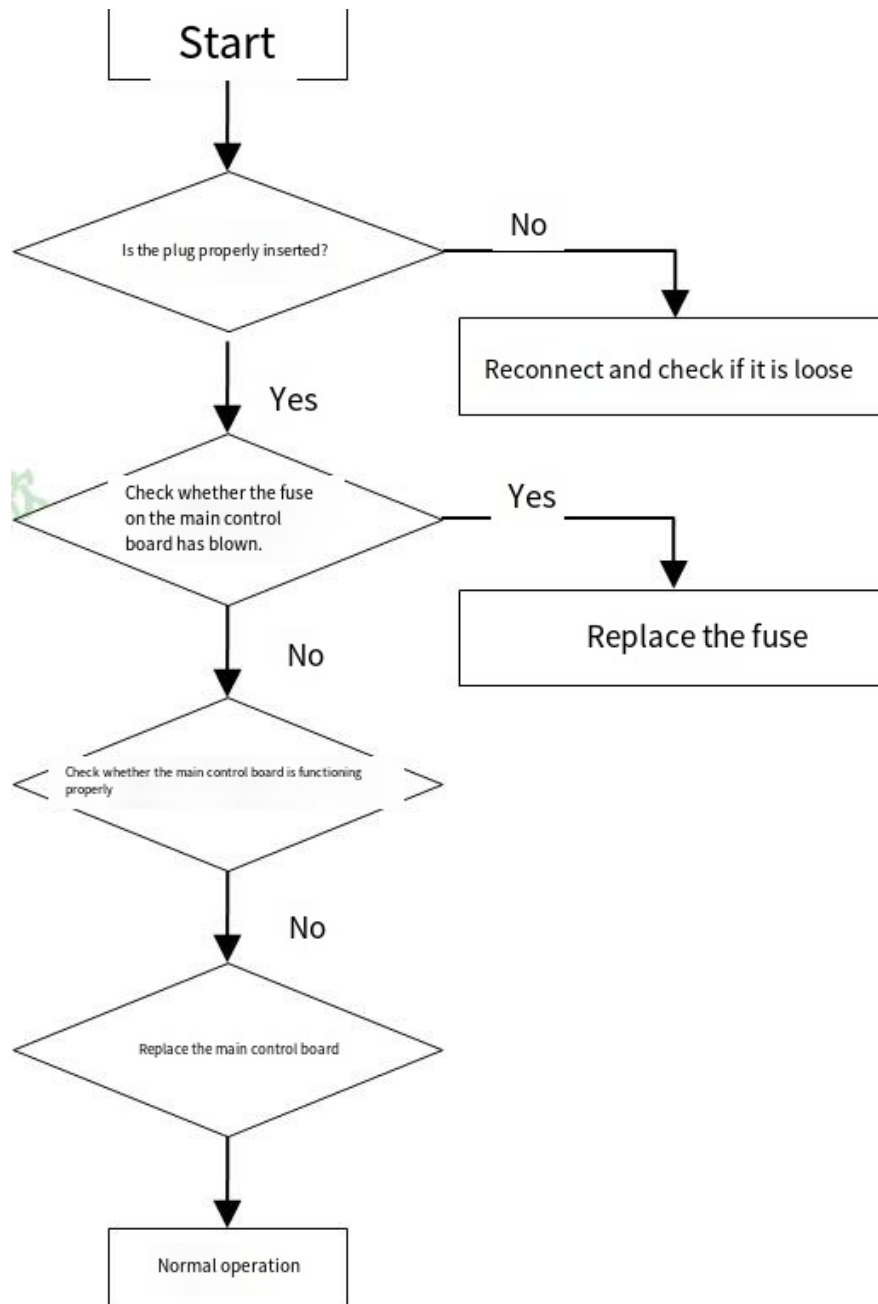 Start
Is the plug properly inserted?
No
Reconnect and check if it is loose
Yes
Check whether the fuse
on the main control
board has blown.
Yes
Replace the fuse
No
Check whether the main control board is functioning
properly
No
Replace the main control board
Normal operation